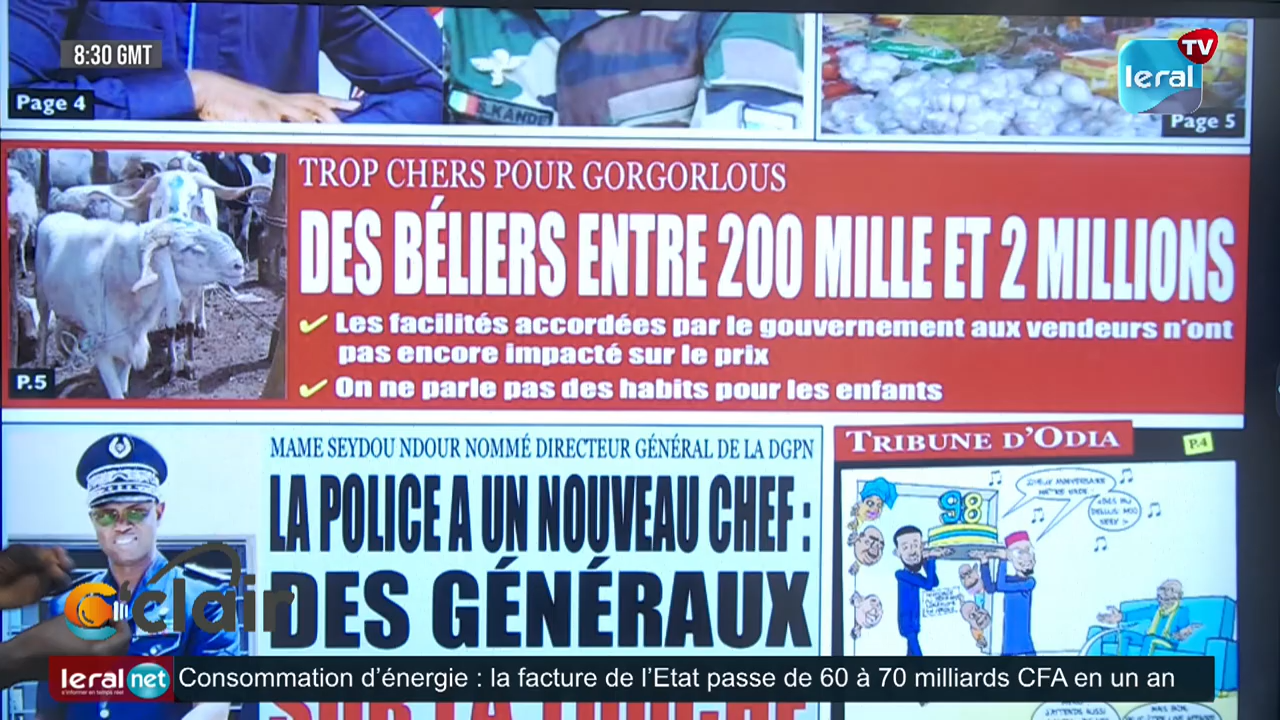 8:30 GMT
TV
leral
Page 4
KANDE
Page 5
TROP CHERS POUR GORGORLOUS
DES BÉLIERS ENTRE 200 MILLE ET 2 MILLIONS
✓ Les facilités accordées par le gouvernement aux vendeurs n'ont
pas encore impacté sur le prix
✓ On ne parle pas des habits pour les enfants
P.5
MAME SEYDOU NDOUR NOMMÉ DIRECTEUR GÉNÉRAL DE LA DGPN
LA POLICE A UN NOUVEAU CHEF :
DES GÉNÉRAUX
TRIBUNE D'ODIA
P.4
98
clair
leral net
s'informer en temps réel
Consommation d'énergie : la facture de l'Etat passe de 60 à 70 milliards CFA en un an